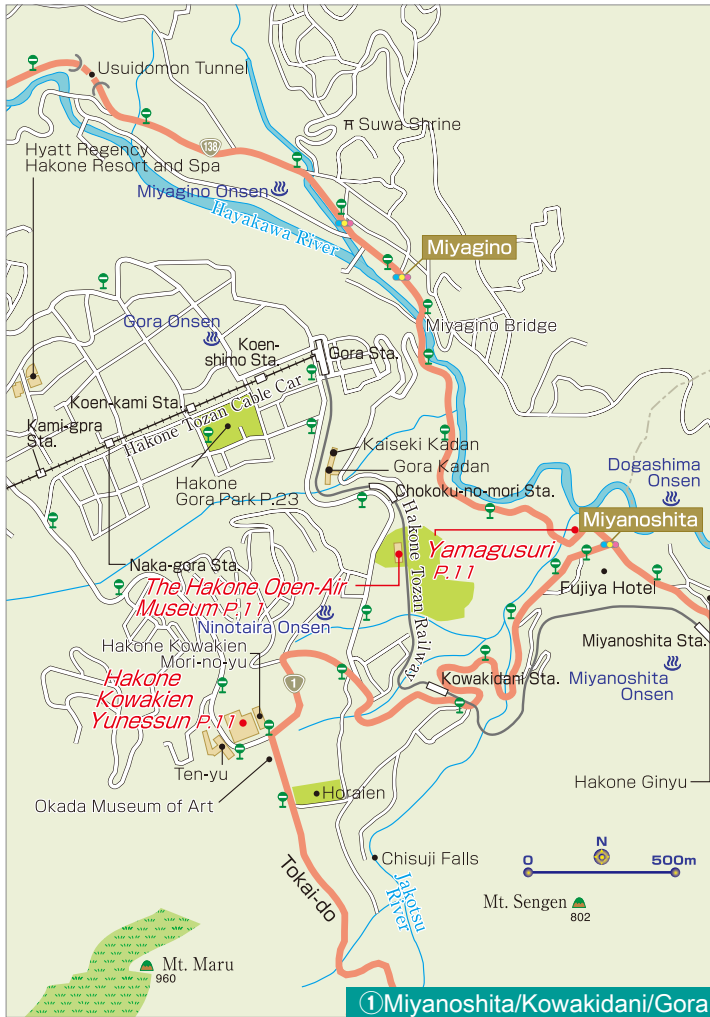 Usuidomon Tunnel
138
Suwa Shrine
Hyatt Regency
Hakone Resort and Spa
Miyagino Onsen
Hayakawa River
Miyagino
Miyagino Bridge
Gora Onsen
Koen-
shimo Sta.
Gora Sta.
Koen-kami Sta.
Hakone Tozan Cable Car
Kami-gpra
Sta.
Kaiseki Kadan
Gora Kadan
Hakone
Gora Park P.23
Chokoku-no-mori Sta.
Dogashima
Onsen
Miyanoshita
Naka-gora Sta.
Yamagusuri
P.11
The Hakone Open-Air
Museum P.11
Hakone Tozan Railway
Fujiya Hotel
Ninotaira Onsen
Hakone Kowakien
Mori-no-yu
Miyanoshita Sta.
Hakone
Kowakien
Yunessun P.11
1
Kowakidani Sta.
Miyanoshita
Onsen
Ten-yu
Okada Museum of Art
Horaien
Hakone Ginyu
Tokai-do
Chisuji Falls
Jakotsu
River
N
0
500m
Mt. Sengen
802
Mt. Maru
960
①Miyanoshita/Kowakidani/Gora